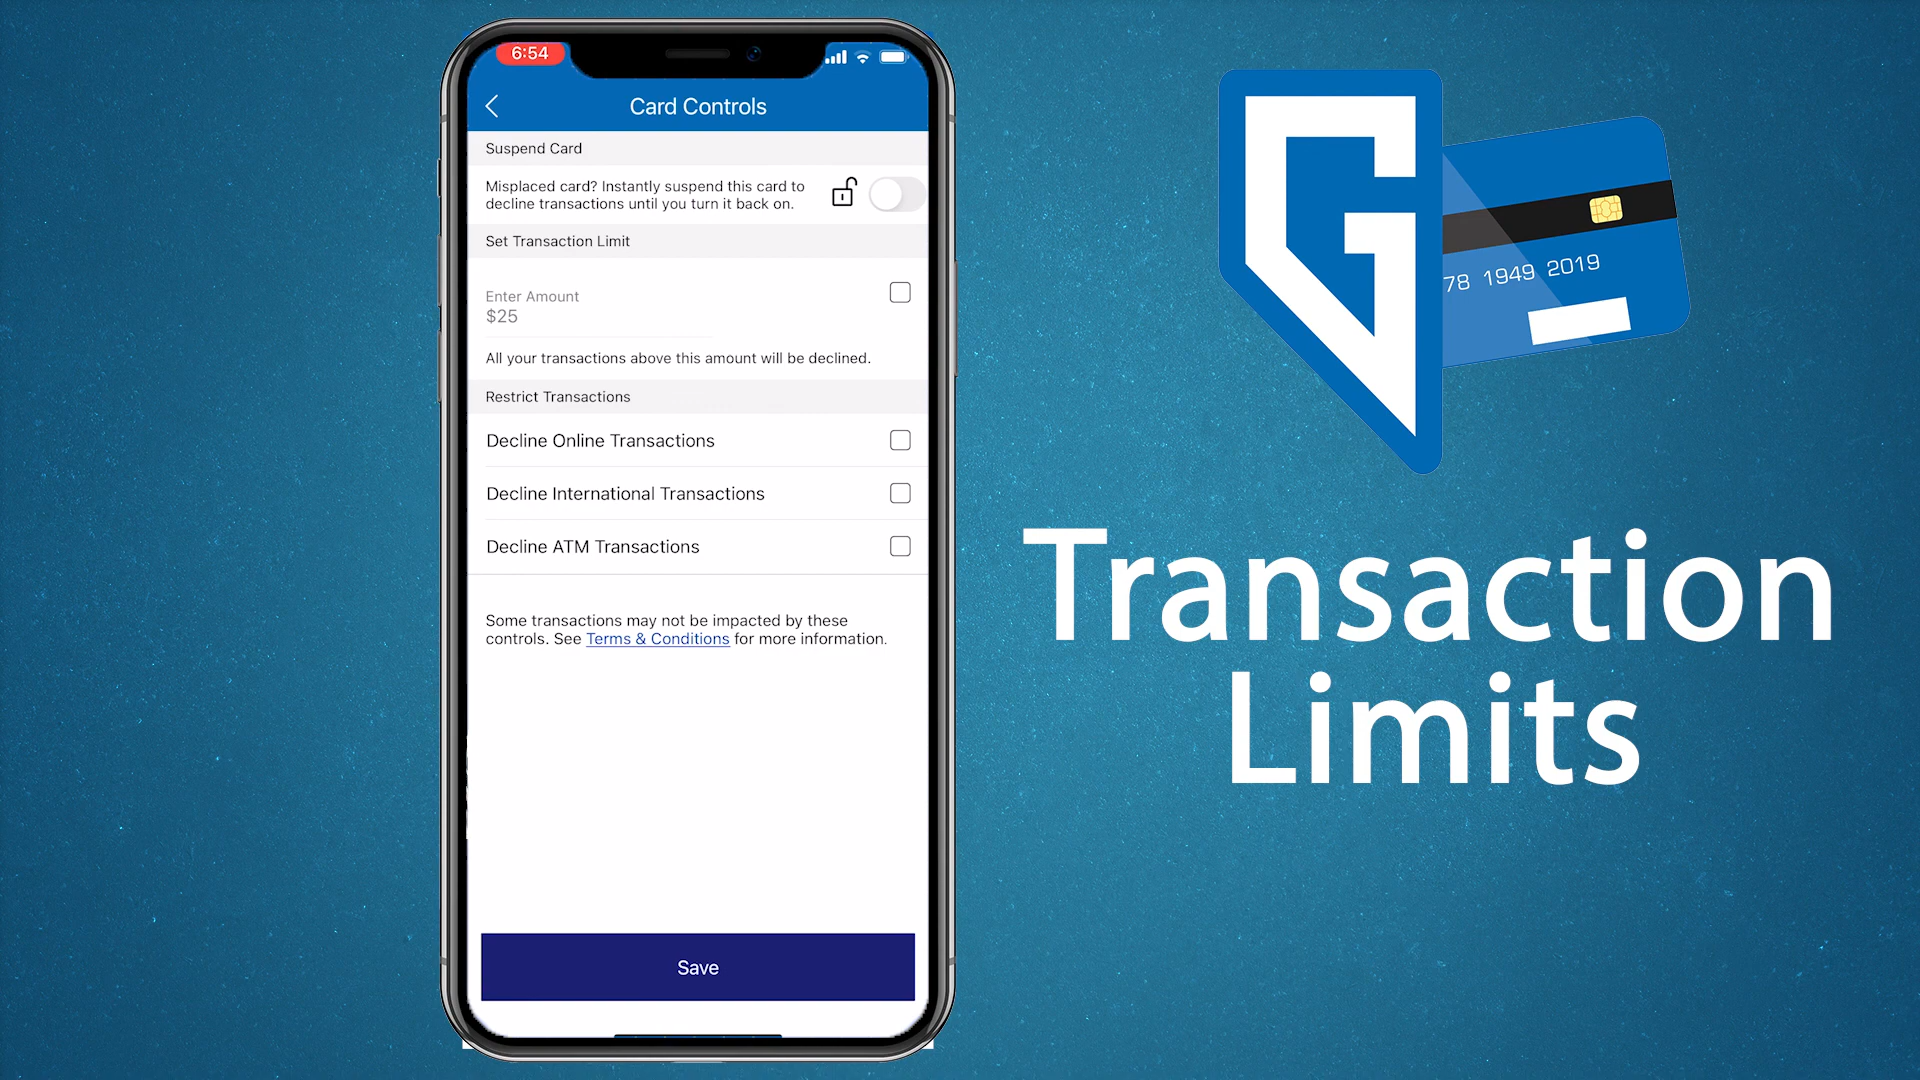 6:54
Card Controls
Suspend Card
Misplaced card? Instantly suspend this card to
decline transactions until you turn it back on.
Set Transaction Limit
Enter Amount
$25
All your transactions above this amount will be declined.
Restrict Transactions
Decline Online Transactions
Decline International Transactions
Decline ATM Transactions
Some transactions may not be impacted by these
controls. See Terms & Conditions for more information.
Save
G
78 1949 2019
Transaction
Limits